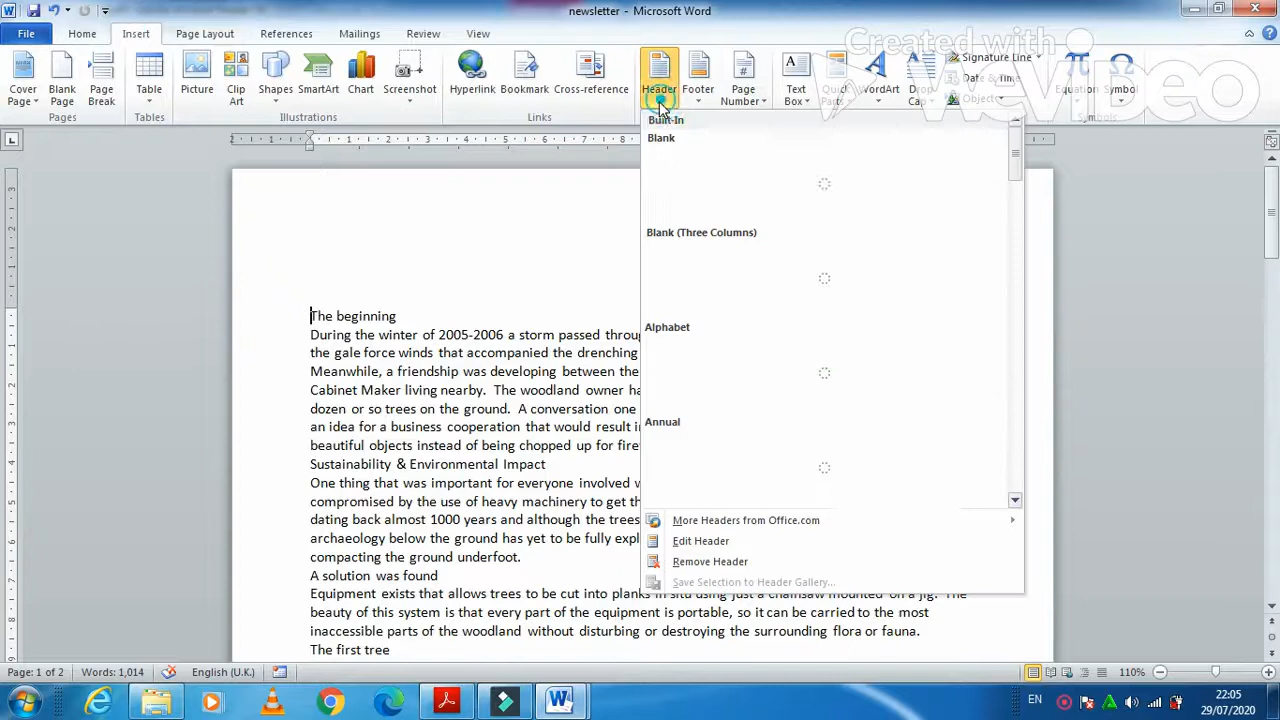 newsletter - Microsoft Word
File Home Insert Page Layout References Mailings Review View
Created with
WeVideo
Cover Page Blank Page Page Break Table Picture Clip Art Shapes SmartArt Chart Screenshot Hyperlink Bookmark Cross-reference Header Footer Page Number Text Box Quick Parts WordArt Drop Cap Signature Line Date & Time Object Equation Symbol
Pages Tables Illustrations Links Symbols
Built-In
Blank
Blank (Three Columns)
Alphabet
Annual
More Headers from Office.com
Edit Header
Remove Header
Save Selection to Header Gallery...
The beginning
During the winter of 2005-2006 a storm passed throug
the gale force winds that accompanied the drenching
Meanwhile, a friendship was developing between the
Cabinet Maker living nearby. The woodland owner ha
dozen or so trees on the ground. A conversation one
an idea for a business cooperation that would result i
beautiful objects instead of being chopped up for fire
Sustainability & Environmental Impact
One thing that was important for everyone involved w
compromised by the use of heavy machinery to get th
dating back almost 1000 years and although the trees
archaeology below the ground has yet to be fully expl
compacting the ground underfoot.
A solution was found
Equipment exists that allows trees to be cut into planks in situ using just a chainsaw mounted on a jig. The
beauty of this system is that every part of the equipment is portable, so it can be carried to the most
inaccessible parts of the woodland without disturbing or destroying the surrounding flora or fauna.
The first tree
Page: 1 of 2 Words: 1,014 English (U.K.) 110%
EN 22:05
29/07/2020